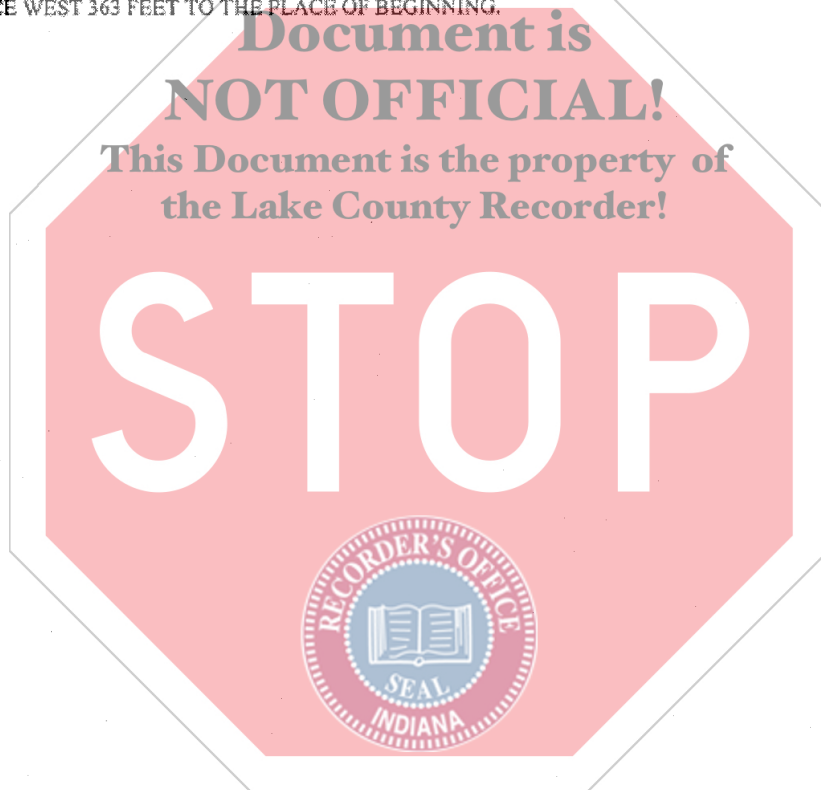 WEST 363 FEET TO THE PLACE OF BEGINNING.
Document is
NOT OFFICIAL!
This Document is the property of
the Lake County Recorder!
STOP
RECORDER'S OFFICE
SEAL
INDIANA